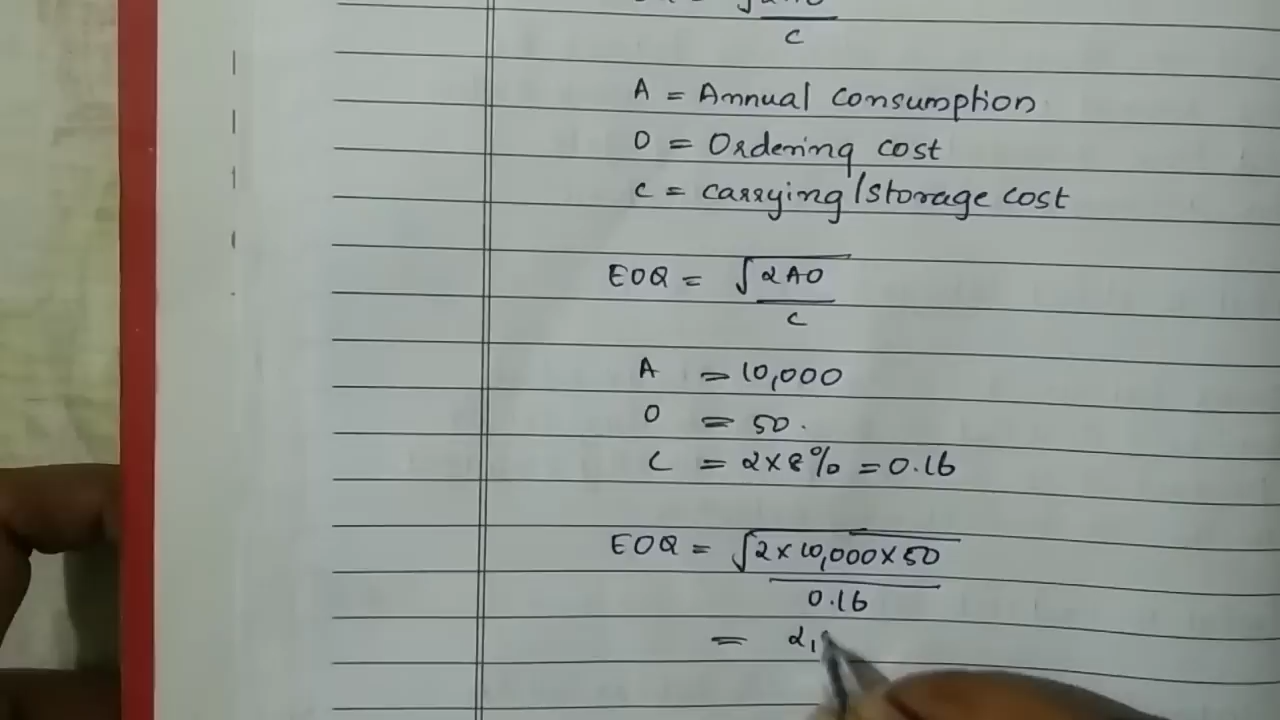 C
A = Annual consumption
O = Ordering cost
C = carrying/storage cost
EOQ = √2AO
C
A = 10,000
O = 50.
C = 2×8% = 0.16
EOQ = √2×10,000×50
0.16
= 2,